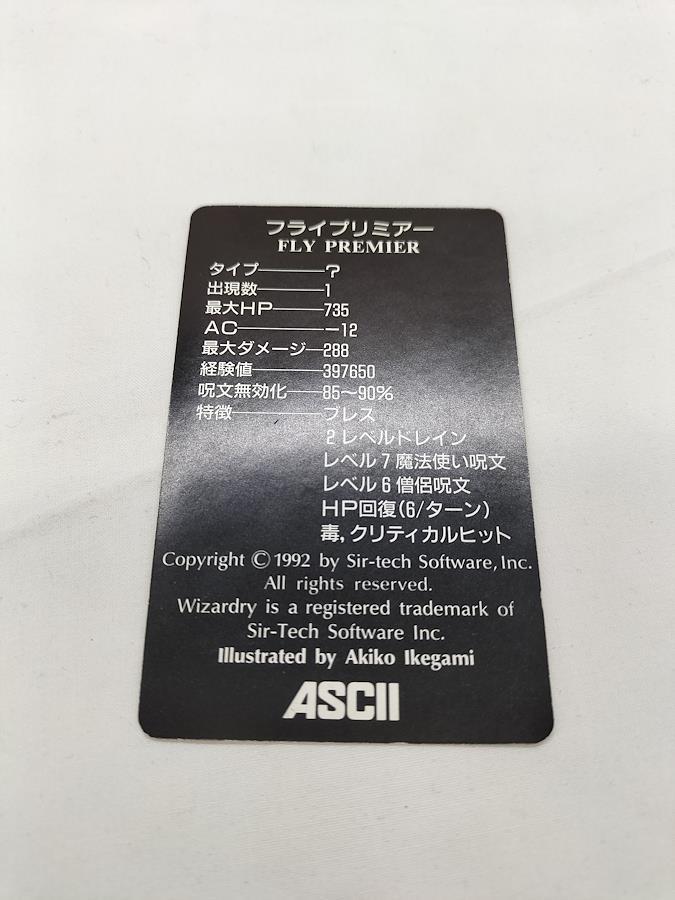 フライプリミアー
FLY PREMIER
タイプ————?
出現数————1
最大HP———735
AC—————−12
最大ダメージ—288
経験値————397650
呪文無効化——85〜90%
特徴—————ブレス
2レベルドレイン
レベル7魔法使い呪文
レベル6僧侶呪文
HP回復(6/ターン)
毒,クリティカルヒット
Copyright © 1992 by Sir-tech Software, Inc.
All rights reserved.
Wizardry is a registered trademark of
Sir-Tech Software Inc.
Illustrated by Akiko Ikegami
ASCII